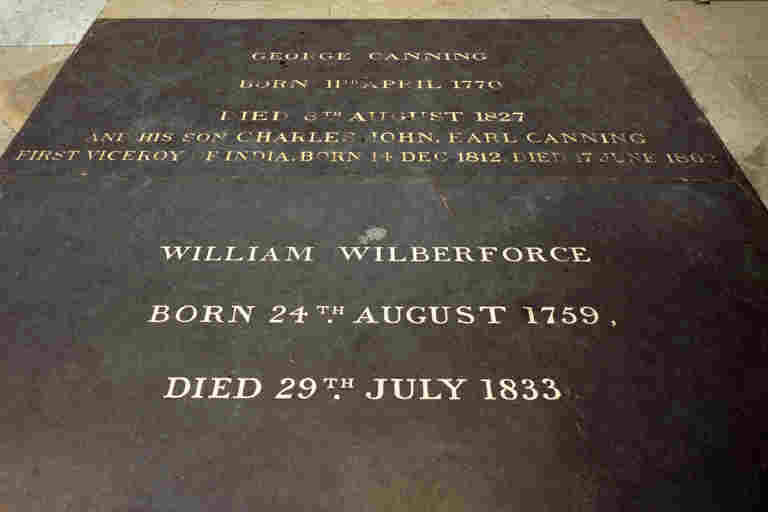 GEORGE CANNING
BORN 11TH APRIL 1770
DIED 8TH AUGUST 1827
AND HIS SON CHARLES JOHN, EARL CANNING
FIRST VICEROY OF INDIA, BORN 14 DEC 1812, DIED 17 JUNE 1862
WILLIAM WILBERFORCE
BORN 24TH AUGUST 1759,
DIED 29TH JULY 1833